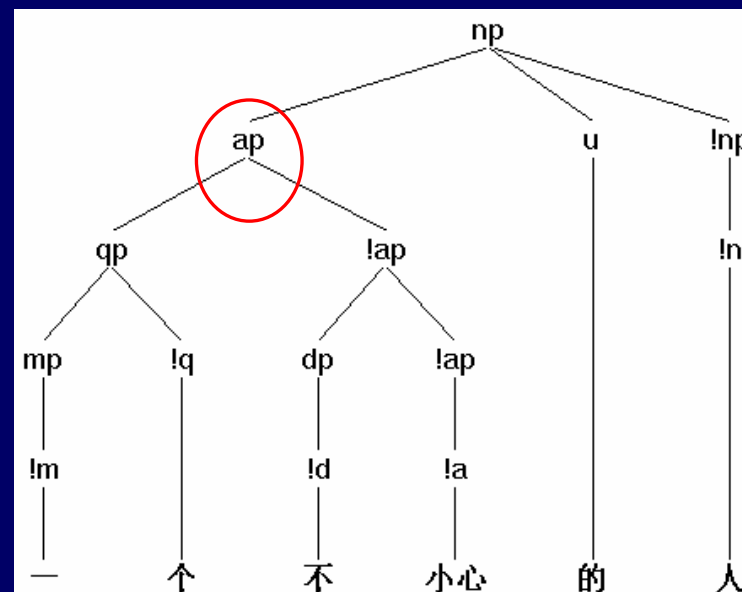 np
ap u !np
qp !ap !n
mp !q dp !ap
!m !d !a
一 个 不 小心 的 人